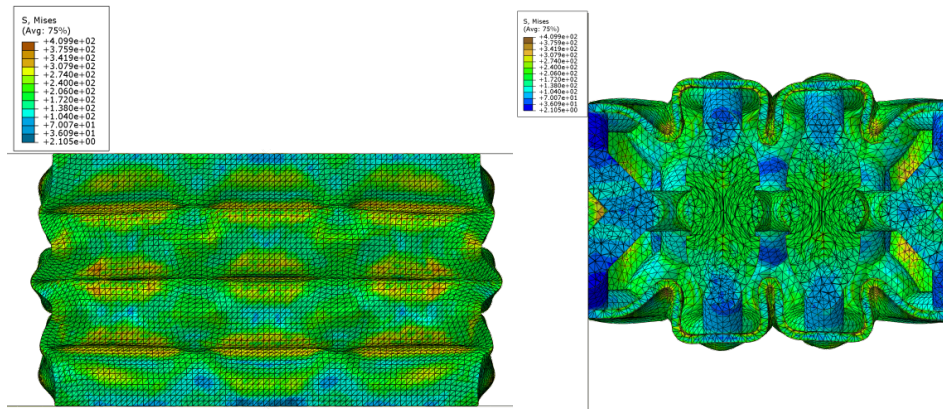 S, Mises
(Avg: 75%)
+4.099e+02
+3.759e+02
+3.419e+02
+3.079e+02
+2.740e+02
+2.400e+02
+2.060e+02
+1.720e+02
+1.380e+02
+1.040e+02
+7.007e+01
+3.609e+01
+2.105e+00
S, Mises
(Avg: 75%)
+4.099e+02
+3.759e+02
+3.419e+02
+3.079e+02
+2.740e+02
+2.400e+02
+2.060e+02
+1.720e+02
+1.380e+02
+1.040e+02
+7.007e+01
+3.609e+01
+2.105e+00